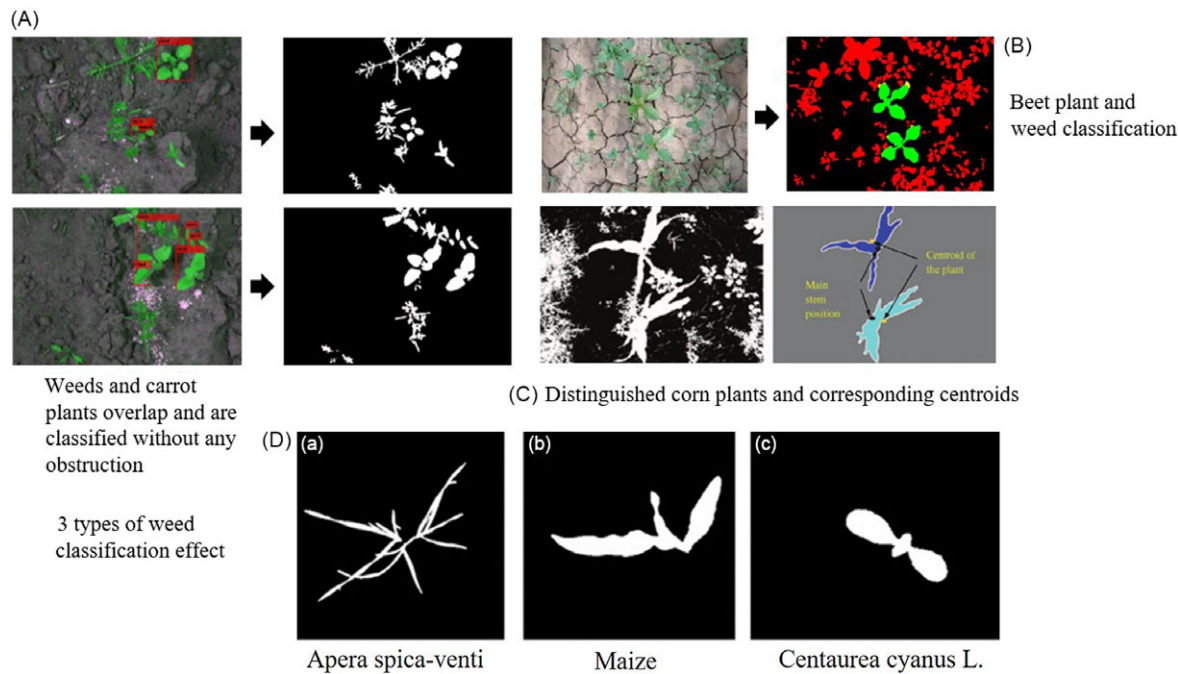 (A)
(B)
Beet plant and
weed classification
Centroid of
the plant
Main
stem
position
Weeds and carrot
plants overlap and are
classified without any
obstruction
(C) Distinguished corn plants and corresponding centroids
3 types of weed
classification effect
(D)
(a)
(b)
(c)
Apera spica-venti
Maize
Centaurea cyanus L.